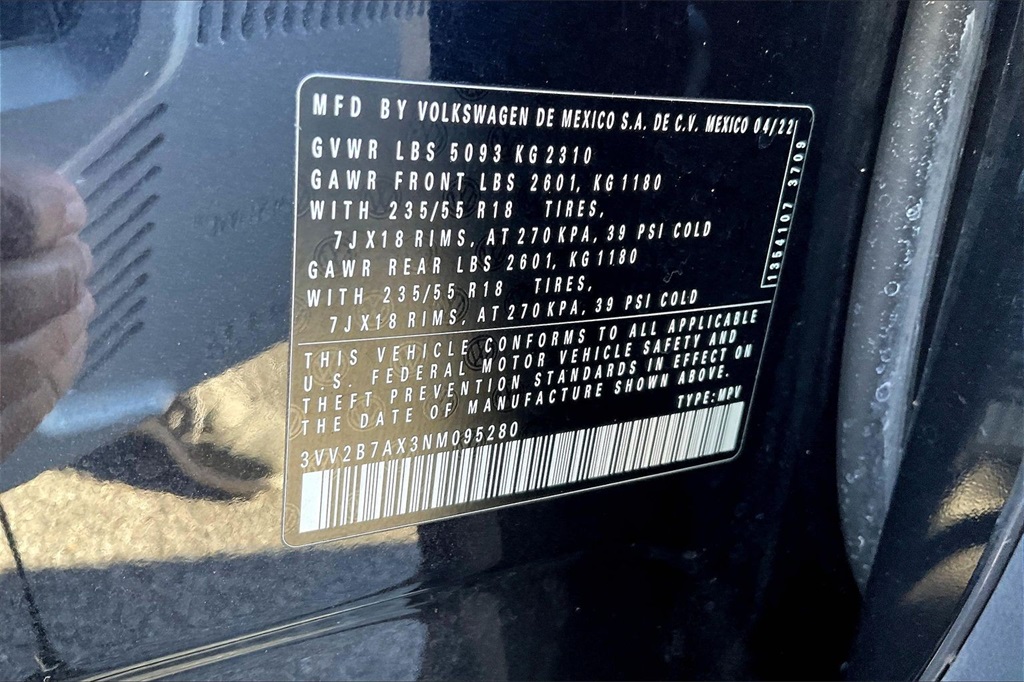 MFD BY VOLKSWAGEN DE MEXICO S.A. DE C.V. MEXICO 04/22
GVWR LBS 5093 KG 2310
GAWR FRONT LBS 2601, KG 1180
WITH 235/55 R18 TIRES,
7J X 18 RIMS, AT 270 KPA, 39 PSI COLD
GAWR REAR LBS 2601, KG 1180
WITH 235/55 R18 TIRES,
7J X 18 RIMS, AT 270 KPA, 39 PSI COLD
1354107 3709
THIS VEHICLE CONFORMS TO ALL APPLICABLE
U.S. FEDERAL MOTOR VEHICLE SAFETY AND
THEFT PREVENTION STANDARDS IN EFFECT ON
THE DATE OF MANUFACTURE SHOWN ABOVE.
TYPE: MPV
3VV2B7AX3NM095280